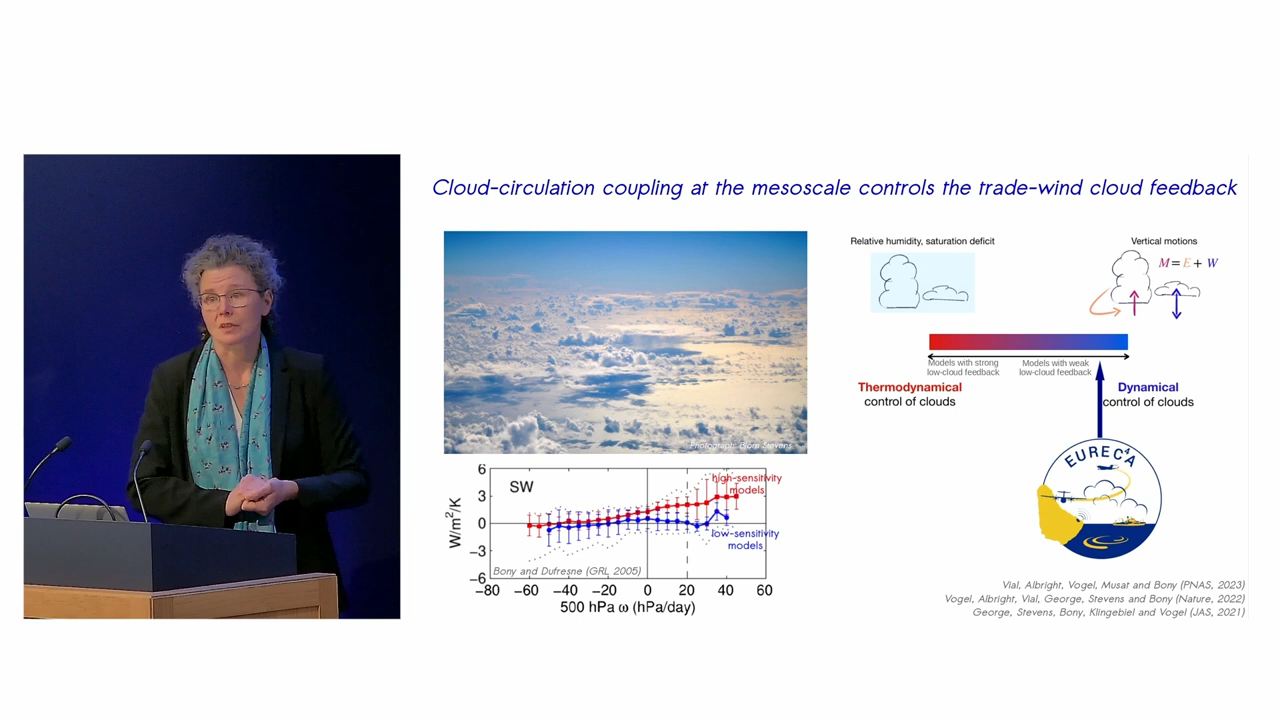 Cloud-circulation coupling at the mesoscale controls the trade-wind cloud feedback
Photograph: Bjorn Stevens
6
3
0
−3
−6
W/m²/K
SW
high-sensitivity
models
low-sensitivity
models
Bony and Dufresne (GRL 2005)
−80 −60 −40 −20 0 20 40 60
500 hPa ω (hPa/day)
Relative humidity, saturation deficit
Vertical motions
M = E + W
Models with strong
low-cloud feedback
Models with weak
low-cloud feedback
Thermodynamical
control of clouds
Dynamical
control of clouds
EUREC⁴A
Vial, Albright, Vogel, Musat and Bony (PNAS, 2023)
Vogel, Albright, Vial, George, Stevens and Bony (Nature, 2022)
George, Stevens, Bony, Klingebiel and Vogel (JAS, 2021)